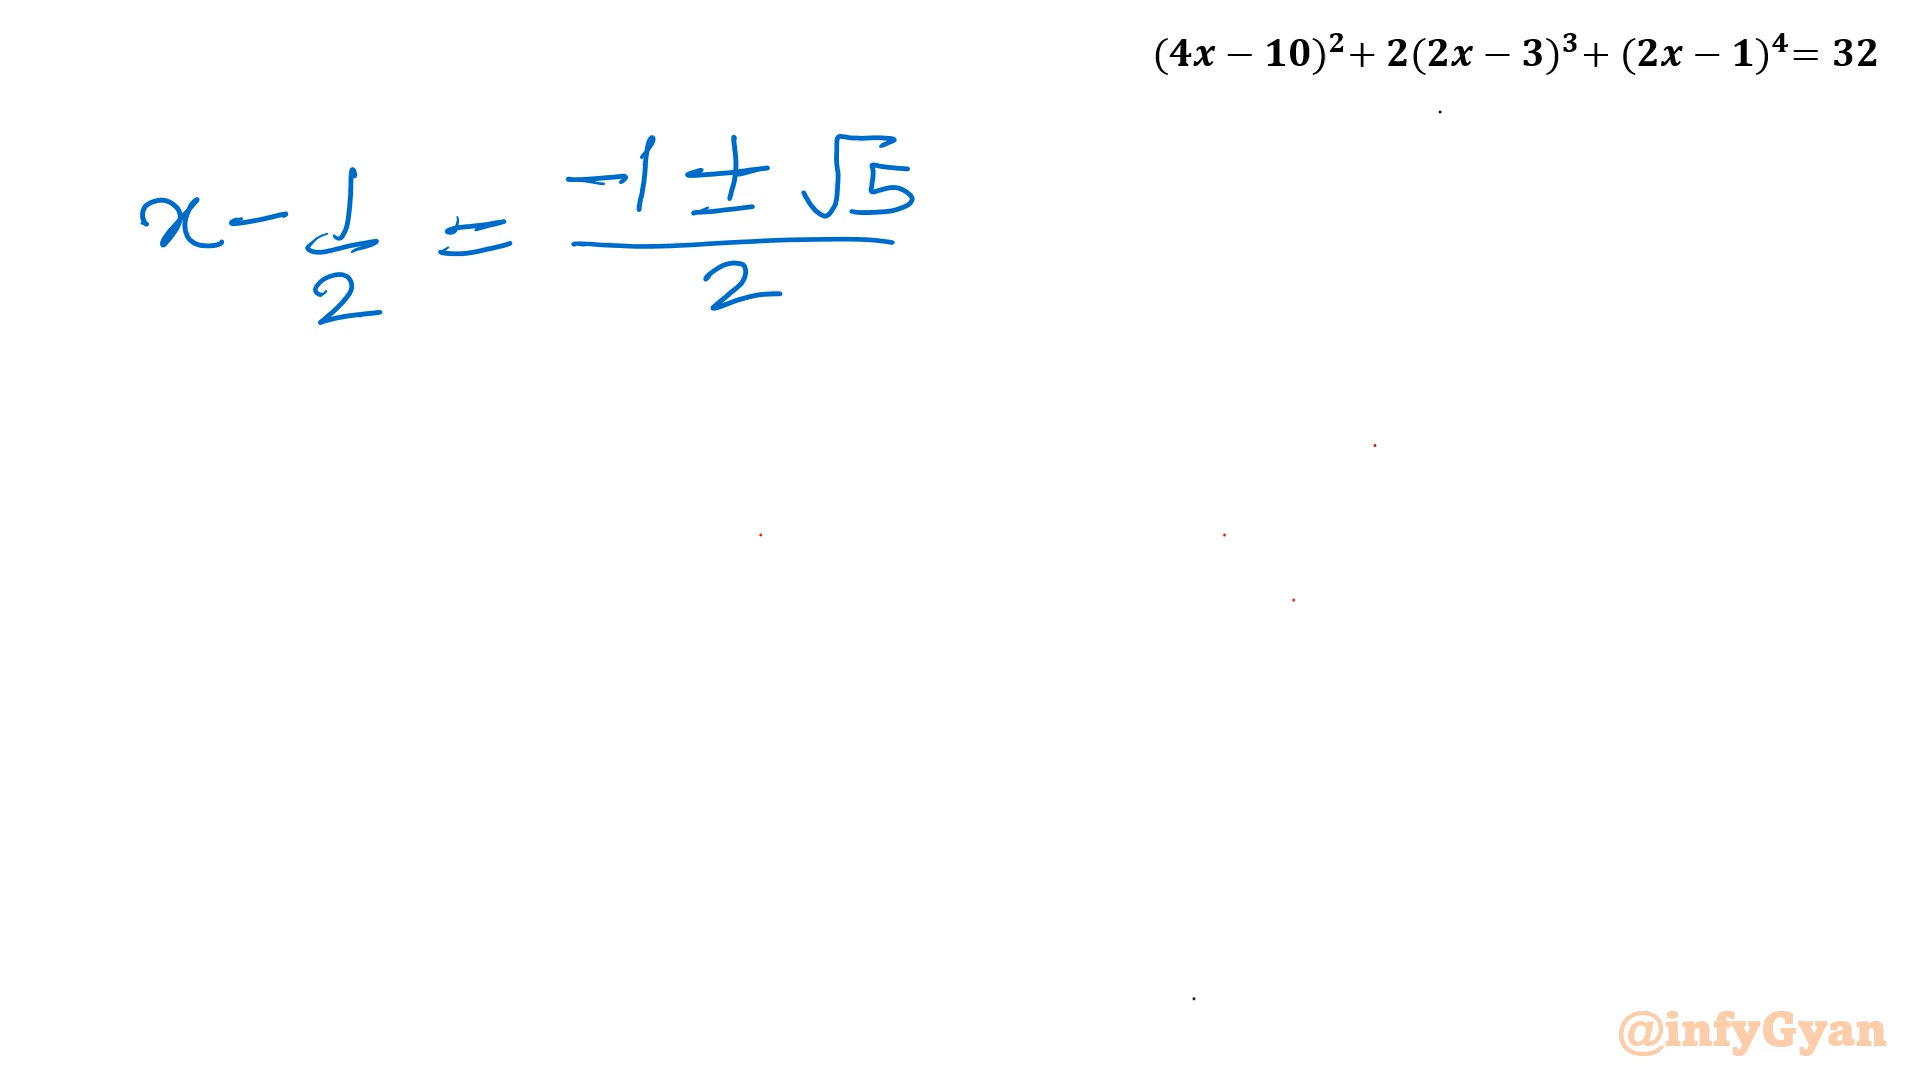 (4x − 10)²+ 2(2x − 3)³+ (2x − 1)⁴= 32
x − 1/2 = (−1 ± √5)/2
@infyGyan